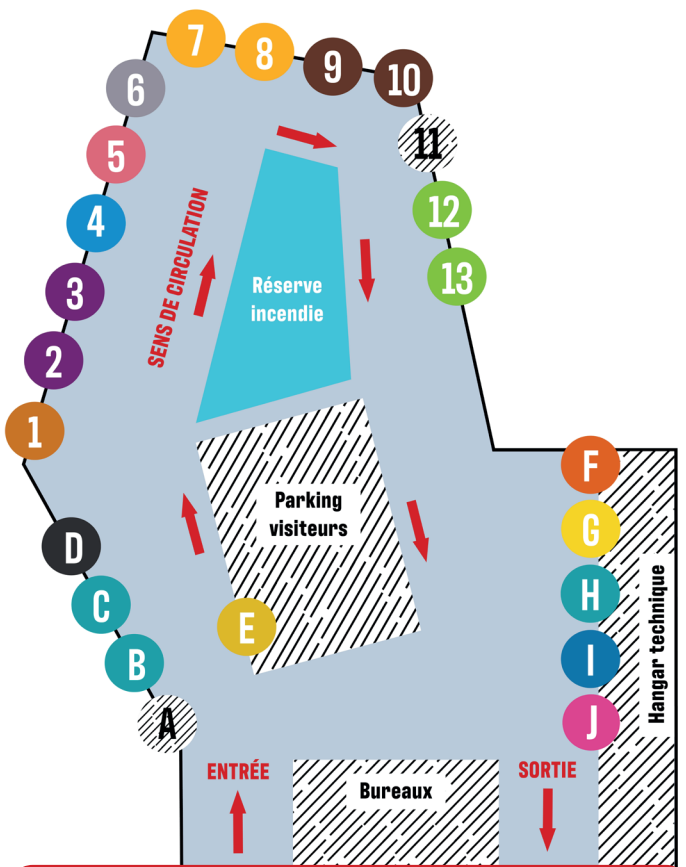 7
8
9
10
6
11
5
12
4
13
3
2
1
SENS DE CIRCULATION
Réserve
incendie
Parking
visiteurs
F
G
H
I
J
D
C
B
A
E
Hangar technique
ENTRÉE
Bureaux
SORTIE